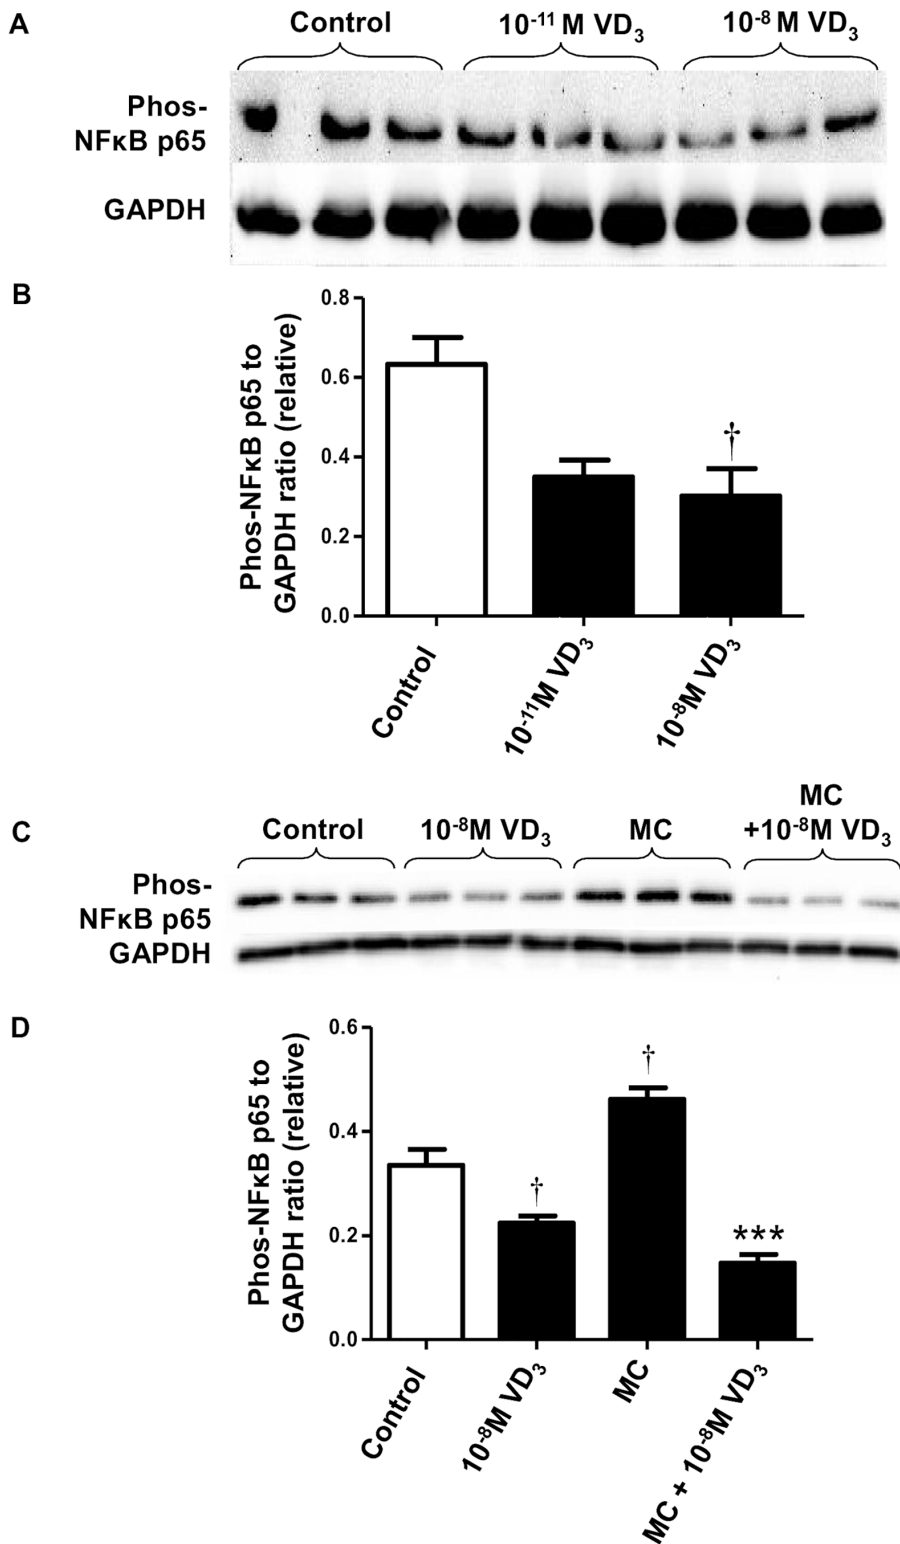 A
Control
10⁻¹¹ M VD₃
10⁻⁸ M VD₃
Phos-
NFκB p65
GAPDH
B
Phos-NFκB p65 to
GAPDH ratio (relative)
0.8
0.6
0.4
0.2
0.0
†
Control
10⁻¹¹M VD₃
10⁻⁸M VD₃
C
Control
10⁻⁸M VD₃
MC
MC
+10⁻⁸M VD₃
Phos-
NFκB p65
GAPDH
D
Phos-NFκB p65 to
GAPDH ratio (relative)
0.6
0.4
0.2
0.0
†
†
***
Control
10⁻⁸M VD₃
MC
MC + 10⁻⁸M VD₃